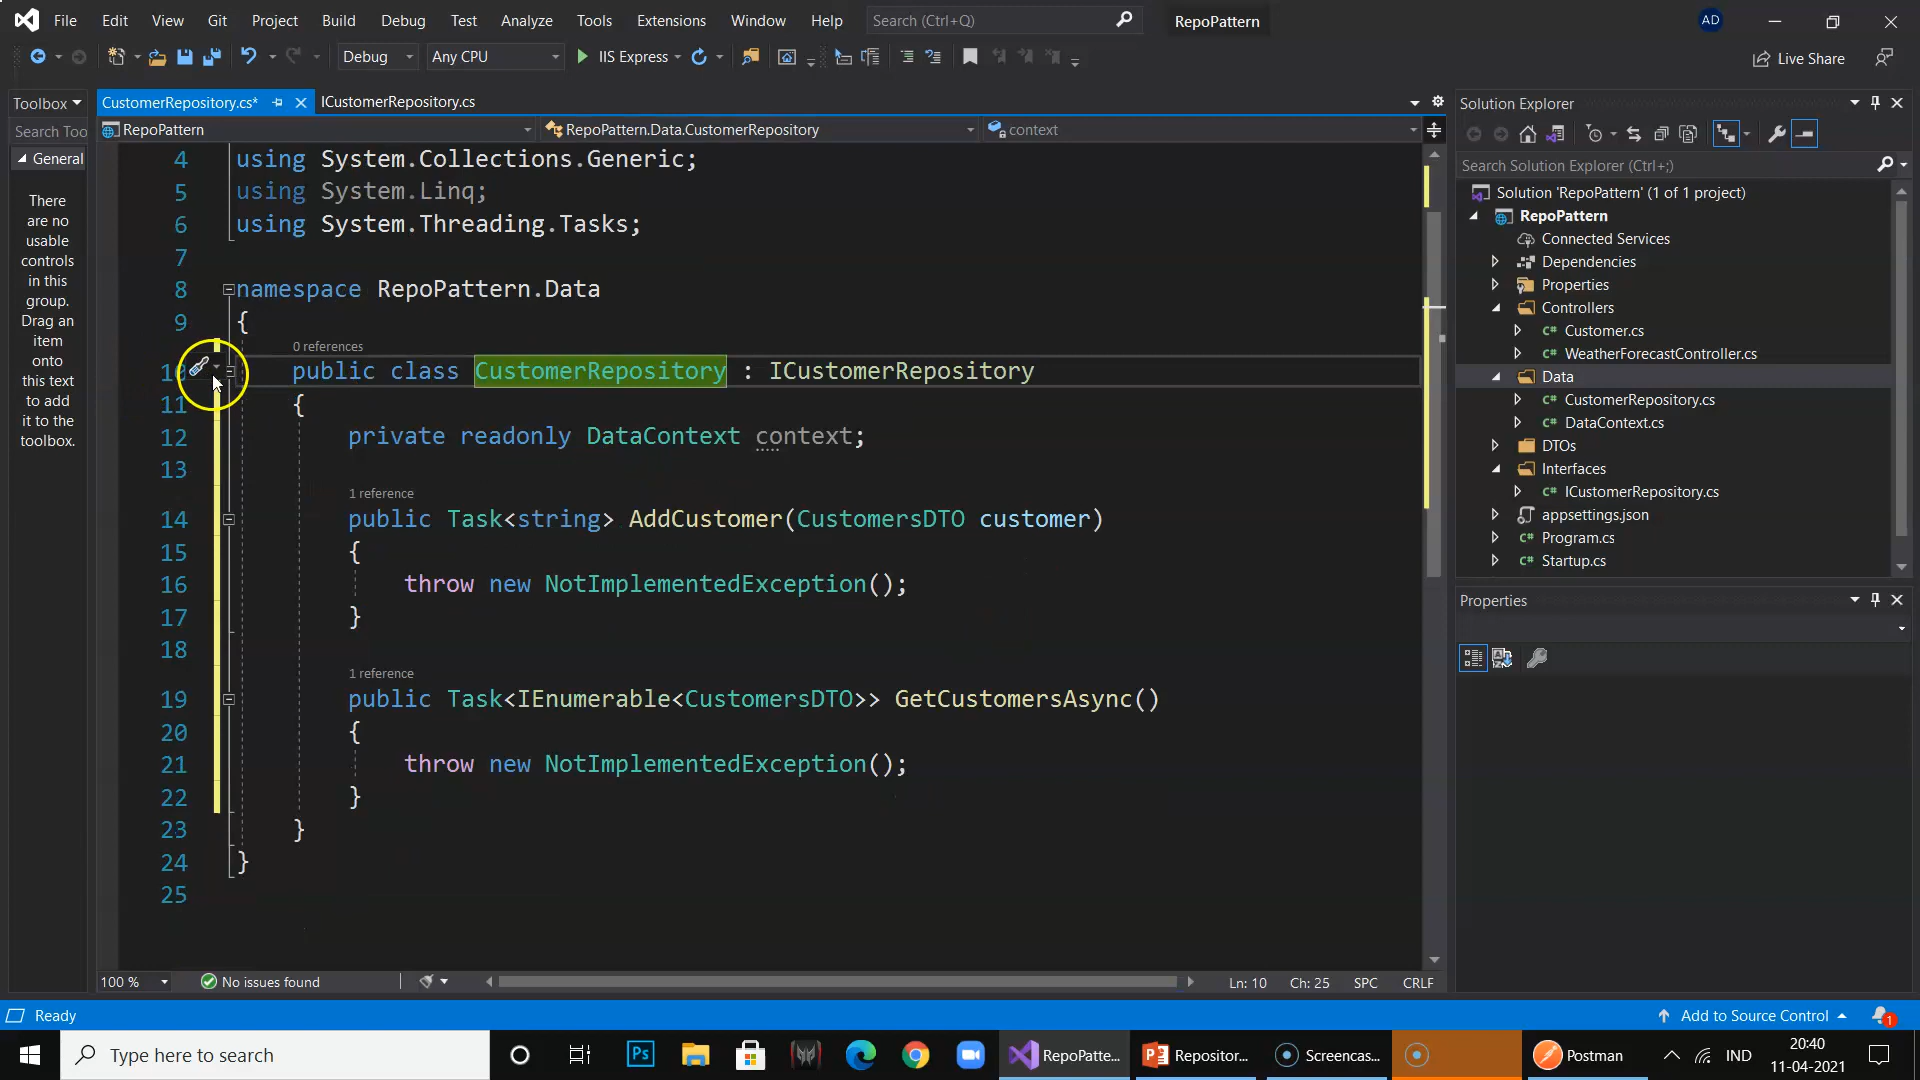 File Edit View Git Project Build Debug Test Analyze Tools Extensions Window Help Search (Ctrl+Q) RepoPattern AD
Debug Any CPU IIS Express Live Share
Toolbox CustomerRepository.cs* ICustomerRepository.cs Solution Explorer
Search Too RepoPattern RepoPattern.Data.CustomerRepository context
General
There
are no
usable
controls
in this
group.
Drag an
item
onto
this text
to add
it to the
toolbox.
4 using System.Collections.Generic;
5 using System.Linq;
6 using System.Threading.Tasks;
7
8 namespace RepoPattern.Data
9 {
0 references
10 public class CustomerRepository : ICustomerRepository
11 {
12 private readonly DataContext context;
13
1 reference
14 public Task<string> AddCustomer(CustomersDTO customer)
15 {
16 throw new NotImplementedException();
17 }
18
1 reference
19 public Task<IEnumerable<CustomersDTO>> GetCustomersAsync()
20 {
21 throw new NotImplementedException();
22 }
23 }
24 }
25
100 % No issues found Ln: 10 Ch: 25 SPC CRLF
Search Solution Explorer (Ctrl+;)
Solution 'RepoPattern' (1 of 1 project)
RepoPattern
Connected Services
Dependencies
Properties
Controllers
C# Customer.cs
C# WeatherForecastController.cs
Data
C# CustomerRepository.cs
C# DataContext.cs
DTOs
Interfaces
C# ICustomerRepository.cs
appsettings.json
C# Program.cs
C# Startup.cs
Properties
Ready Add to Source Control 1
Type here to search Ps RepoPatte... Repositor... Screencas... Postman IND 20:40
11-04-2021